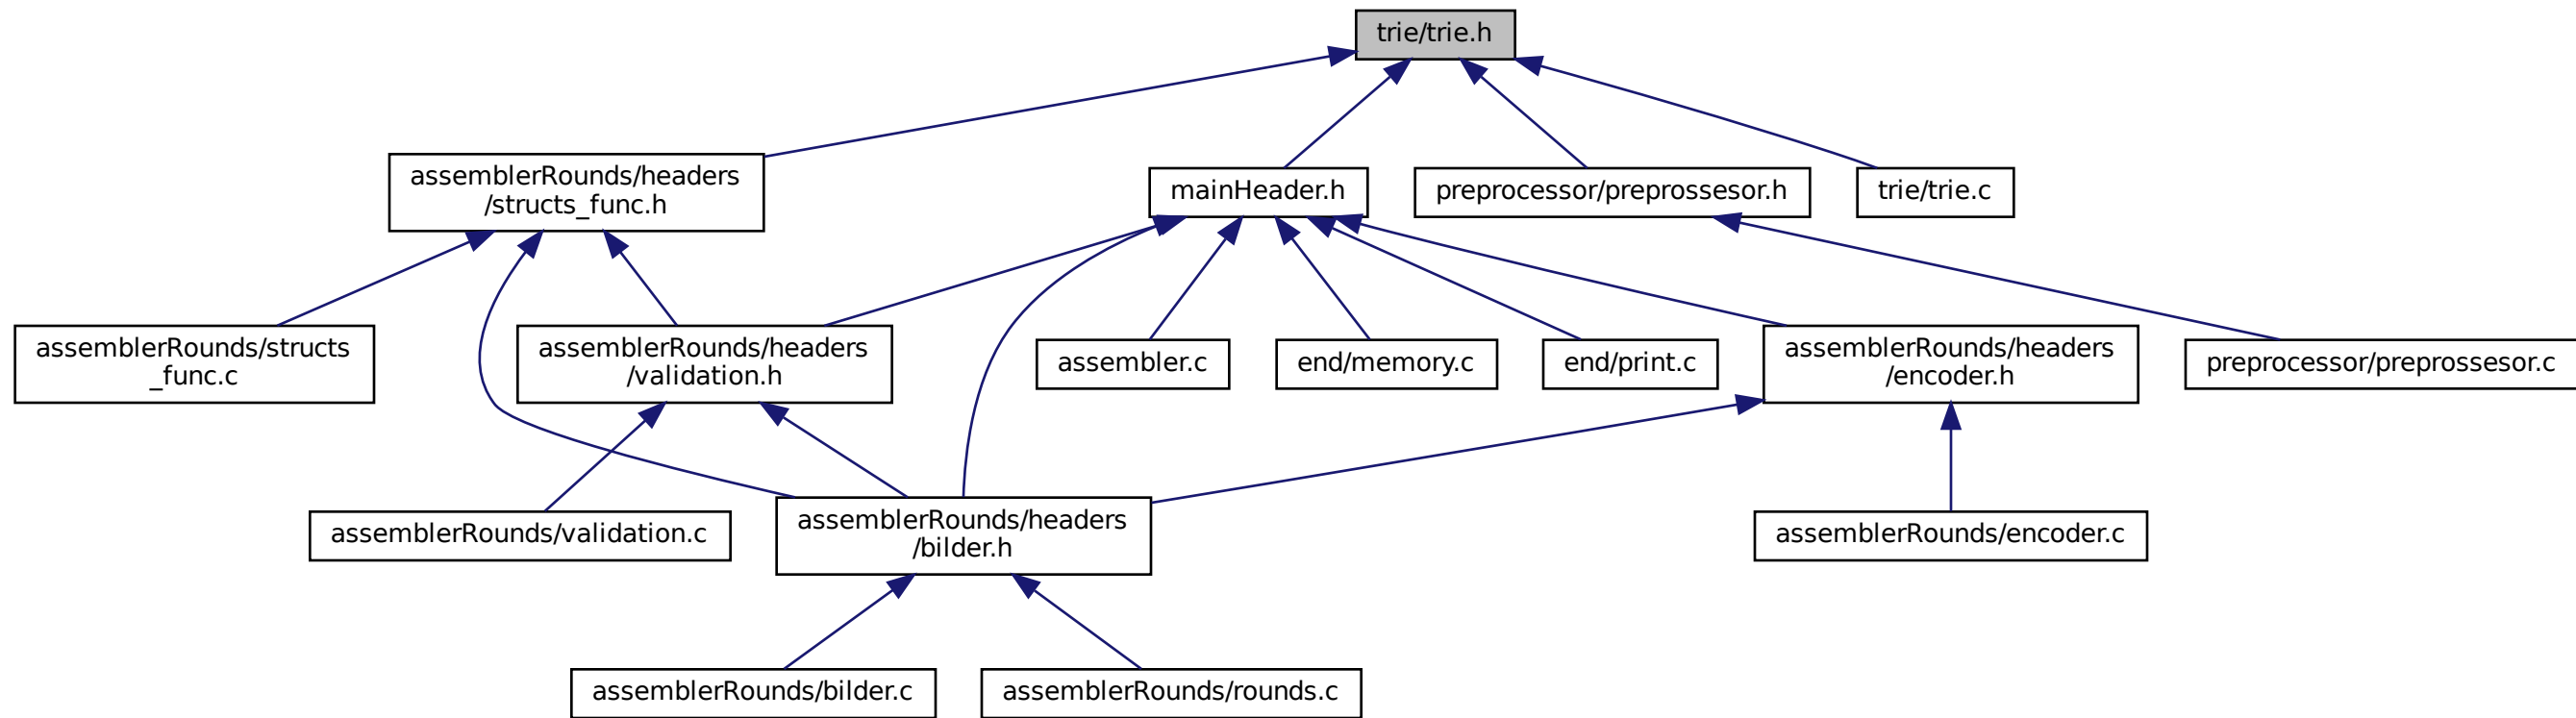 trie/trie.h
assemblerRounds/headers
/structs_func.h
mainHeader.h
preprocessor/preprossesor.h
trie/trie.c
assemblerRounds/structs
_func.c
assemblerRounds/headers
/validation.h
assembler.c
end/memory.c
end/print.c
assemblerRounds/headers
/encoder.h
preprocessor/preprossesor.c
assemblerRounds/validation.c
assemblerRounds/headers
/bilder.h
assemblerRounds/encoder.c
assemblerRounds/bilder.c
assemblerRounds/rounds.c